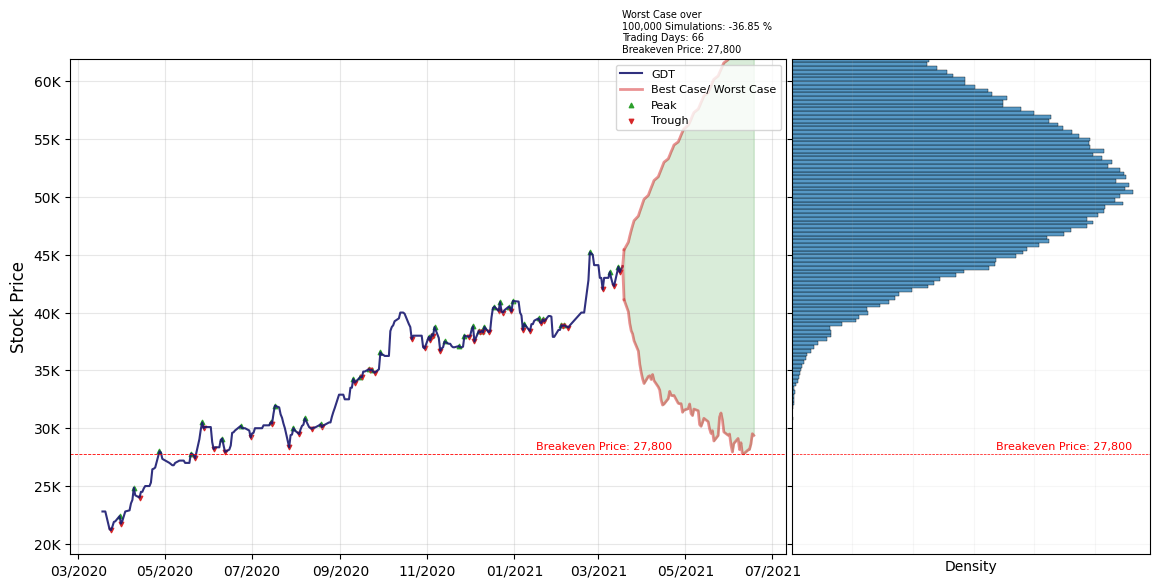 Worst Case over
100,000 Simulations: -36.85 %
Trading Days: 66
Breakeven Price: 27,800
GDT
Best Case/ Worst Case
Peak
Trough
60K
55K
50K
45K
40K
35K
30K
25K
20K
Stock Price
Breakeven Price: 27,800
Breakeven Price: 27,800
03/2020
05/2020
07/2020
09/2020
11/2020
01/2021
03/2021
05/2021
07/2021
Density